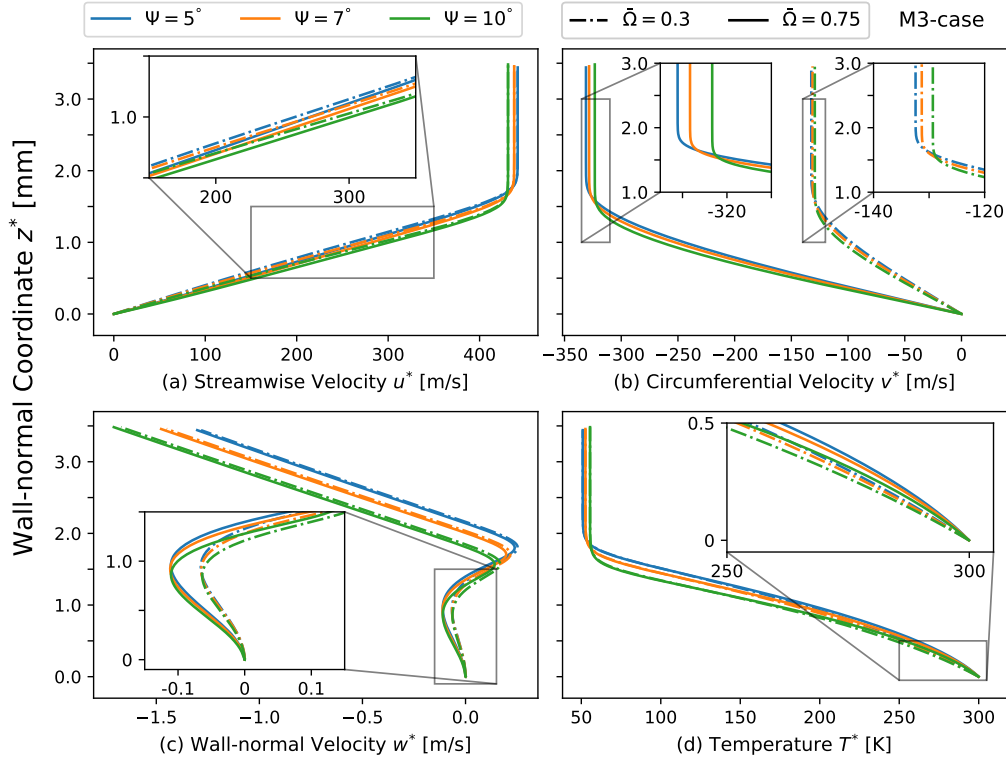 Ψ = 5° Ψ = 7° Ψ = 10° Ω̄ = 0.3 Ω̄ = 0.75 M3-case
Wall-normal Coordinate z* [mm]
3.0
2.0
1.0
0.0
1.0
200 300
0 100 200 300 400
(a) Streamwise Velocity u* [m/s]
3.0
2.0
1.0
-320
3.0
2.0
1.0
-140 -120
−350 −300 −250 −200 −150 −100 −50 0
(b) Circumferential Velocity v* [m/s]
3.0
2.0
1.0
0.0
1.0
0
-0.1 0 0.1
−1.5 −1.0 −0.5 0.0
(c) Wall-normal Velocity w* [m/s]
0.5
0
250 300
50 100 150 200 250 300
(d) Temperature T* [K]